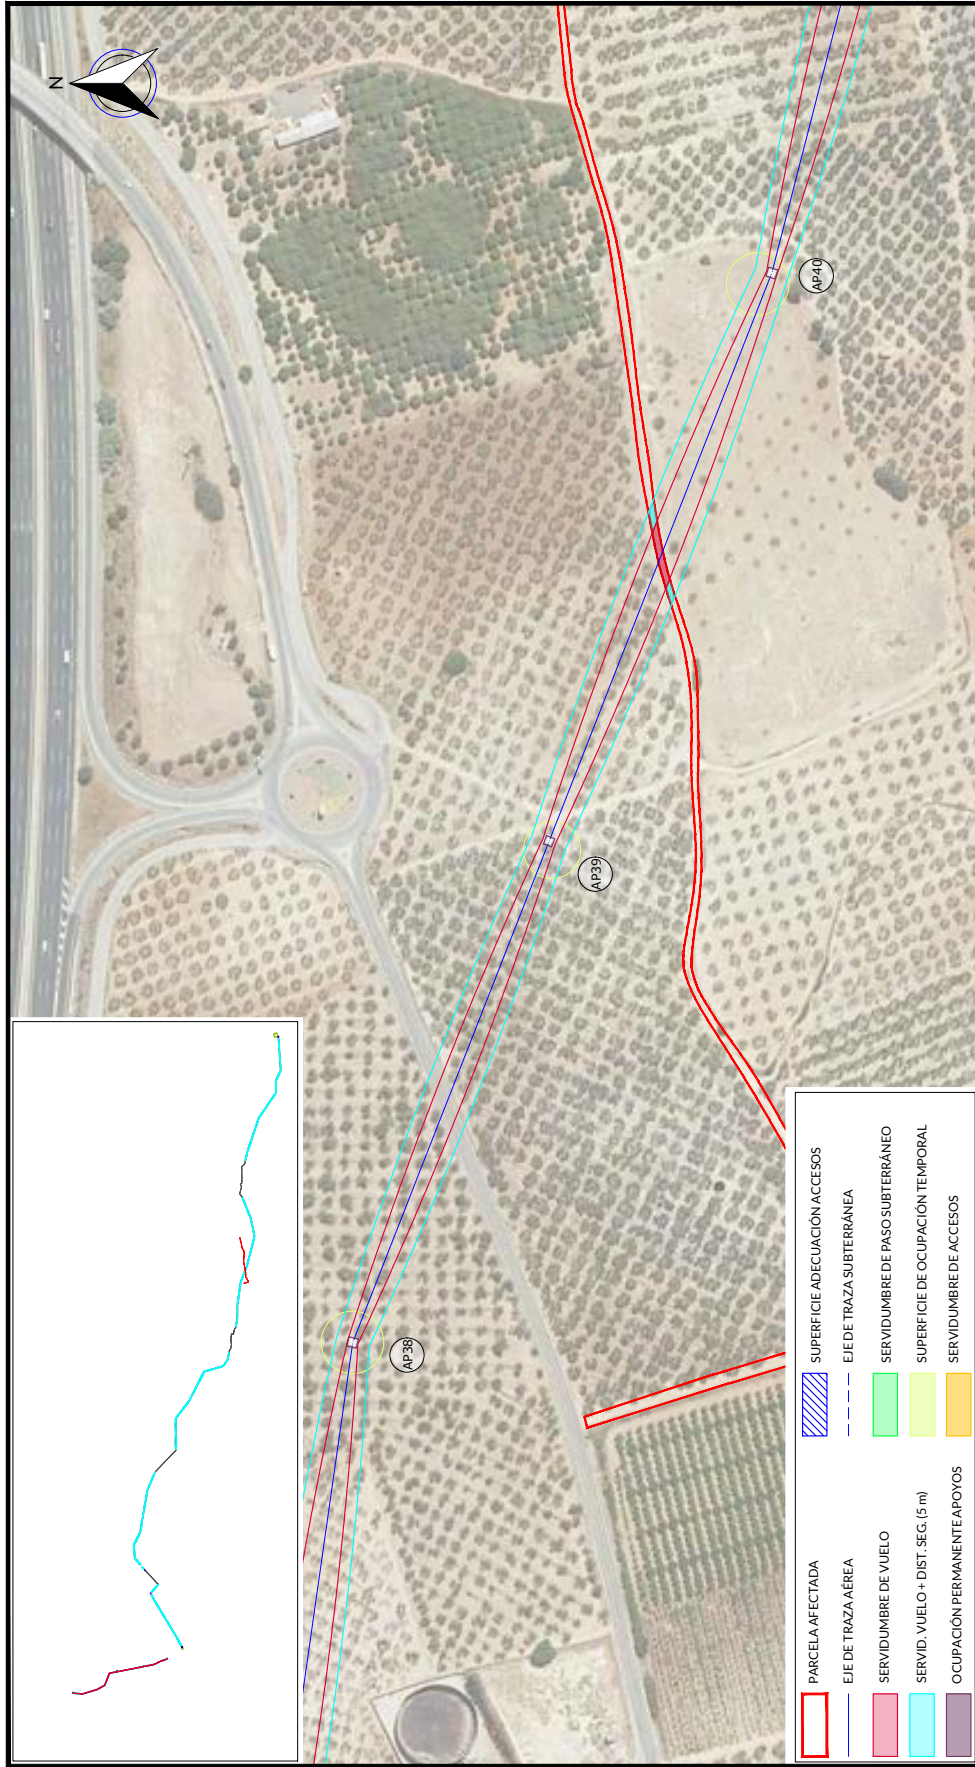 N
AP40
AP39
AP38
PARCELA AFECTADA
EJE DE TRAZA AÉREA
SERVIDUMBRE DE VUELO
SERVID. VUELO + DIST. SEG. (5 m)
OCUPACIÓN PERMANENTE APOYOS
SUPERFICIE ADECUACIÓN ACCESOS
EJE DE TRAZA SUBTERRÁNEA
SERVIDUMBRE DE PASO SUBTERRÁNEO
SUPERFICIE DE OCUPACIÓN TEMPORAL
SERVIDUMBRE DE ACCESOS